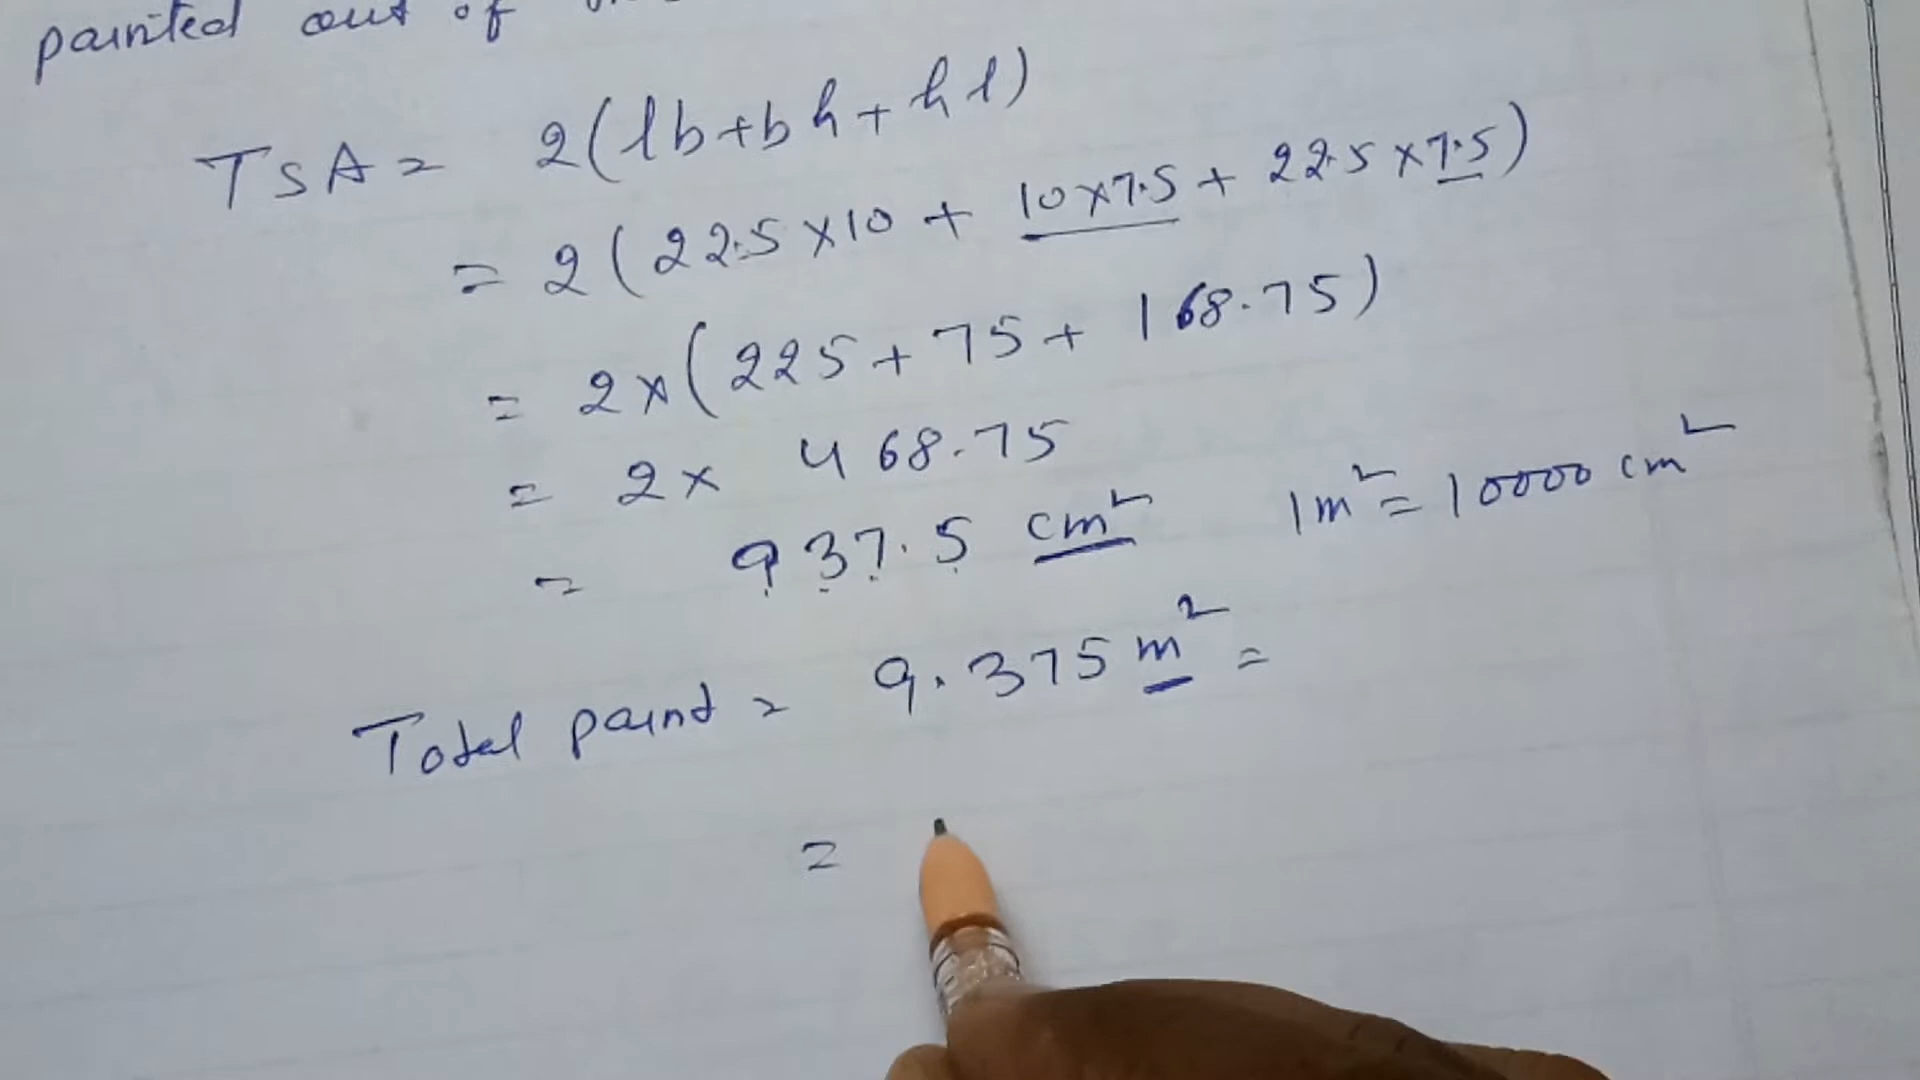 painted out of
TSA = 2(lb+bh+hl)
= 2(22.5×10 + 10×7.5 + 22.5×7.5)
= 2×(225+75+168.75)
= 2× 468.75
= 937.5 cm² 1m² = 10000 cm²
Total paint = 9.375 m² =
=